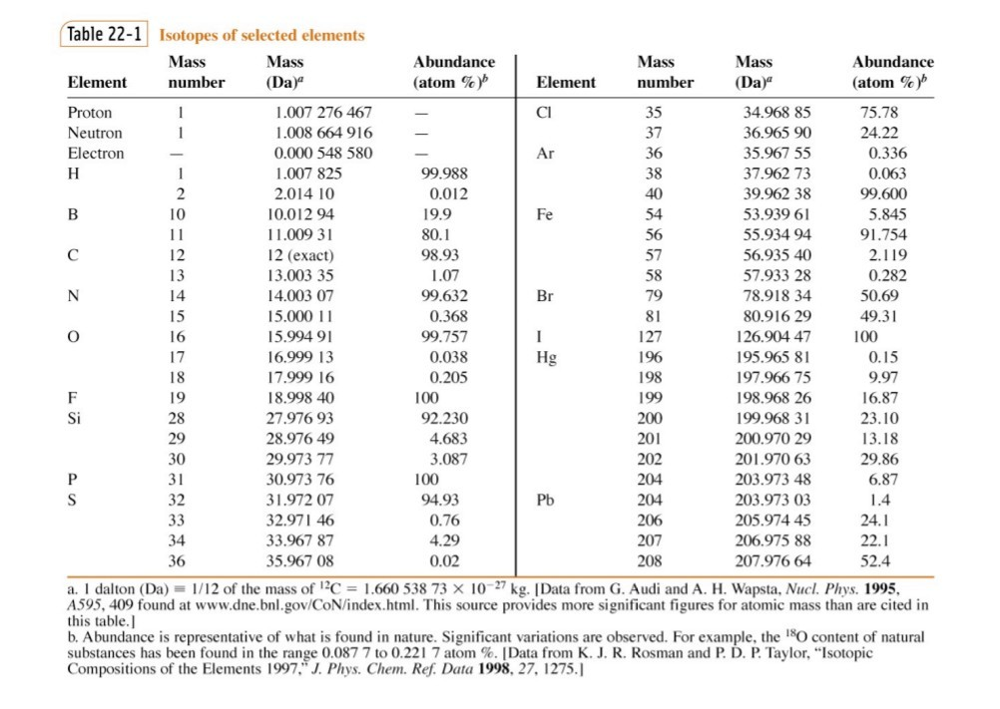 Table 22-1 Isotopes of selected elements
Mass Mass Abundance Mass Mass Abundance
Element number (Da)ᵃ (atom %)ᵇ Element number (Da)ᵃ (atom %)ᵇ
Proton 1 1.007 276 467 — Cl 35 34.968 85 75.78
Neutron 1 1.008 664 916 — 37 36.965 90 24.22
Electron — 0.000 548 580 — Ar 36 35.967 55 0.336
H 1 1.007 825 99.988 38 37.962 73 0.063
2 2.014 10 0.012 40 39.962 38 99.600
B 10 10.012 94 19.9 Fe 54 53.939 61 5.845
11 11.009 31 80.1 56 55.934 94 91.754
C 12 12 (exact) 98.93 57 56.935 40 2.119
13 13.003 35 1.07 58 57.933 28 0.282
N 14 14.003 07 99.632 Br 79 78.918 34 50.69
15 15.000 11 0.368 81 80.916 29 49.31
O 16 15.994 91 99.757 I 127 126.904 47 100
17 16.999 13 0.038 Hg 196 195.965 81 0.15
18 17.999 16 0.205 198 197.966 75 9.97
F 19 18.998 40 100 199 198.968 26 16.87
Si 28 27.976 93 92.230 200 199.968 31 23.10
29 28.976 49 4.683 201 200.970 29 13.18
30 29.973 77 3.087 202 201.970 63 29.86
P 31 30.973 76 100 204 203.973 48 6.87
S 32 31.972 07 94.93 Pb 204 203.973 03 1.4
33 32.971 46 0.76 206 205.974 45 24.1
34 33.967 87 4.29 207 206.975 88 22.1
36 35.967 08 0.02 208 207.976 64 52.4
a. 1 dalton (Da) ≡ 1/12 of the mass of ¹²C = 1.660 538 73 × 10⁻²⁷ kg. [Data from G. Audi and A. H. Wapsta, Nucl. Phys. 1995,
A595, 409 found at www.dne.bnl.gov/CoN/index.html. This source provides more significant figures for atomic mass than are cited in
this table.]
b. Abundance is representative of what is found in nature. Significant variations are observed. For example, the ¹⁸O content of natural
substances has been found in the range 0.087 7 to 0.221 7 atom %. [Data from K. J. R. Rosman and P. D. P. Taylor, “Isotopic
Compositions of the Elements 1997,” J. Phys. Chem. Ref. Data 1998, 27, 1275.]